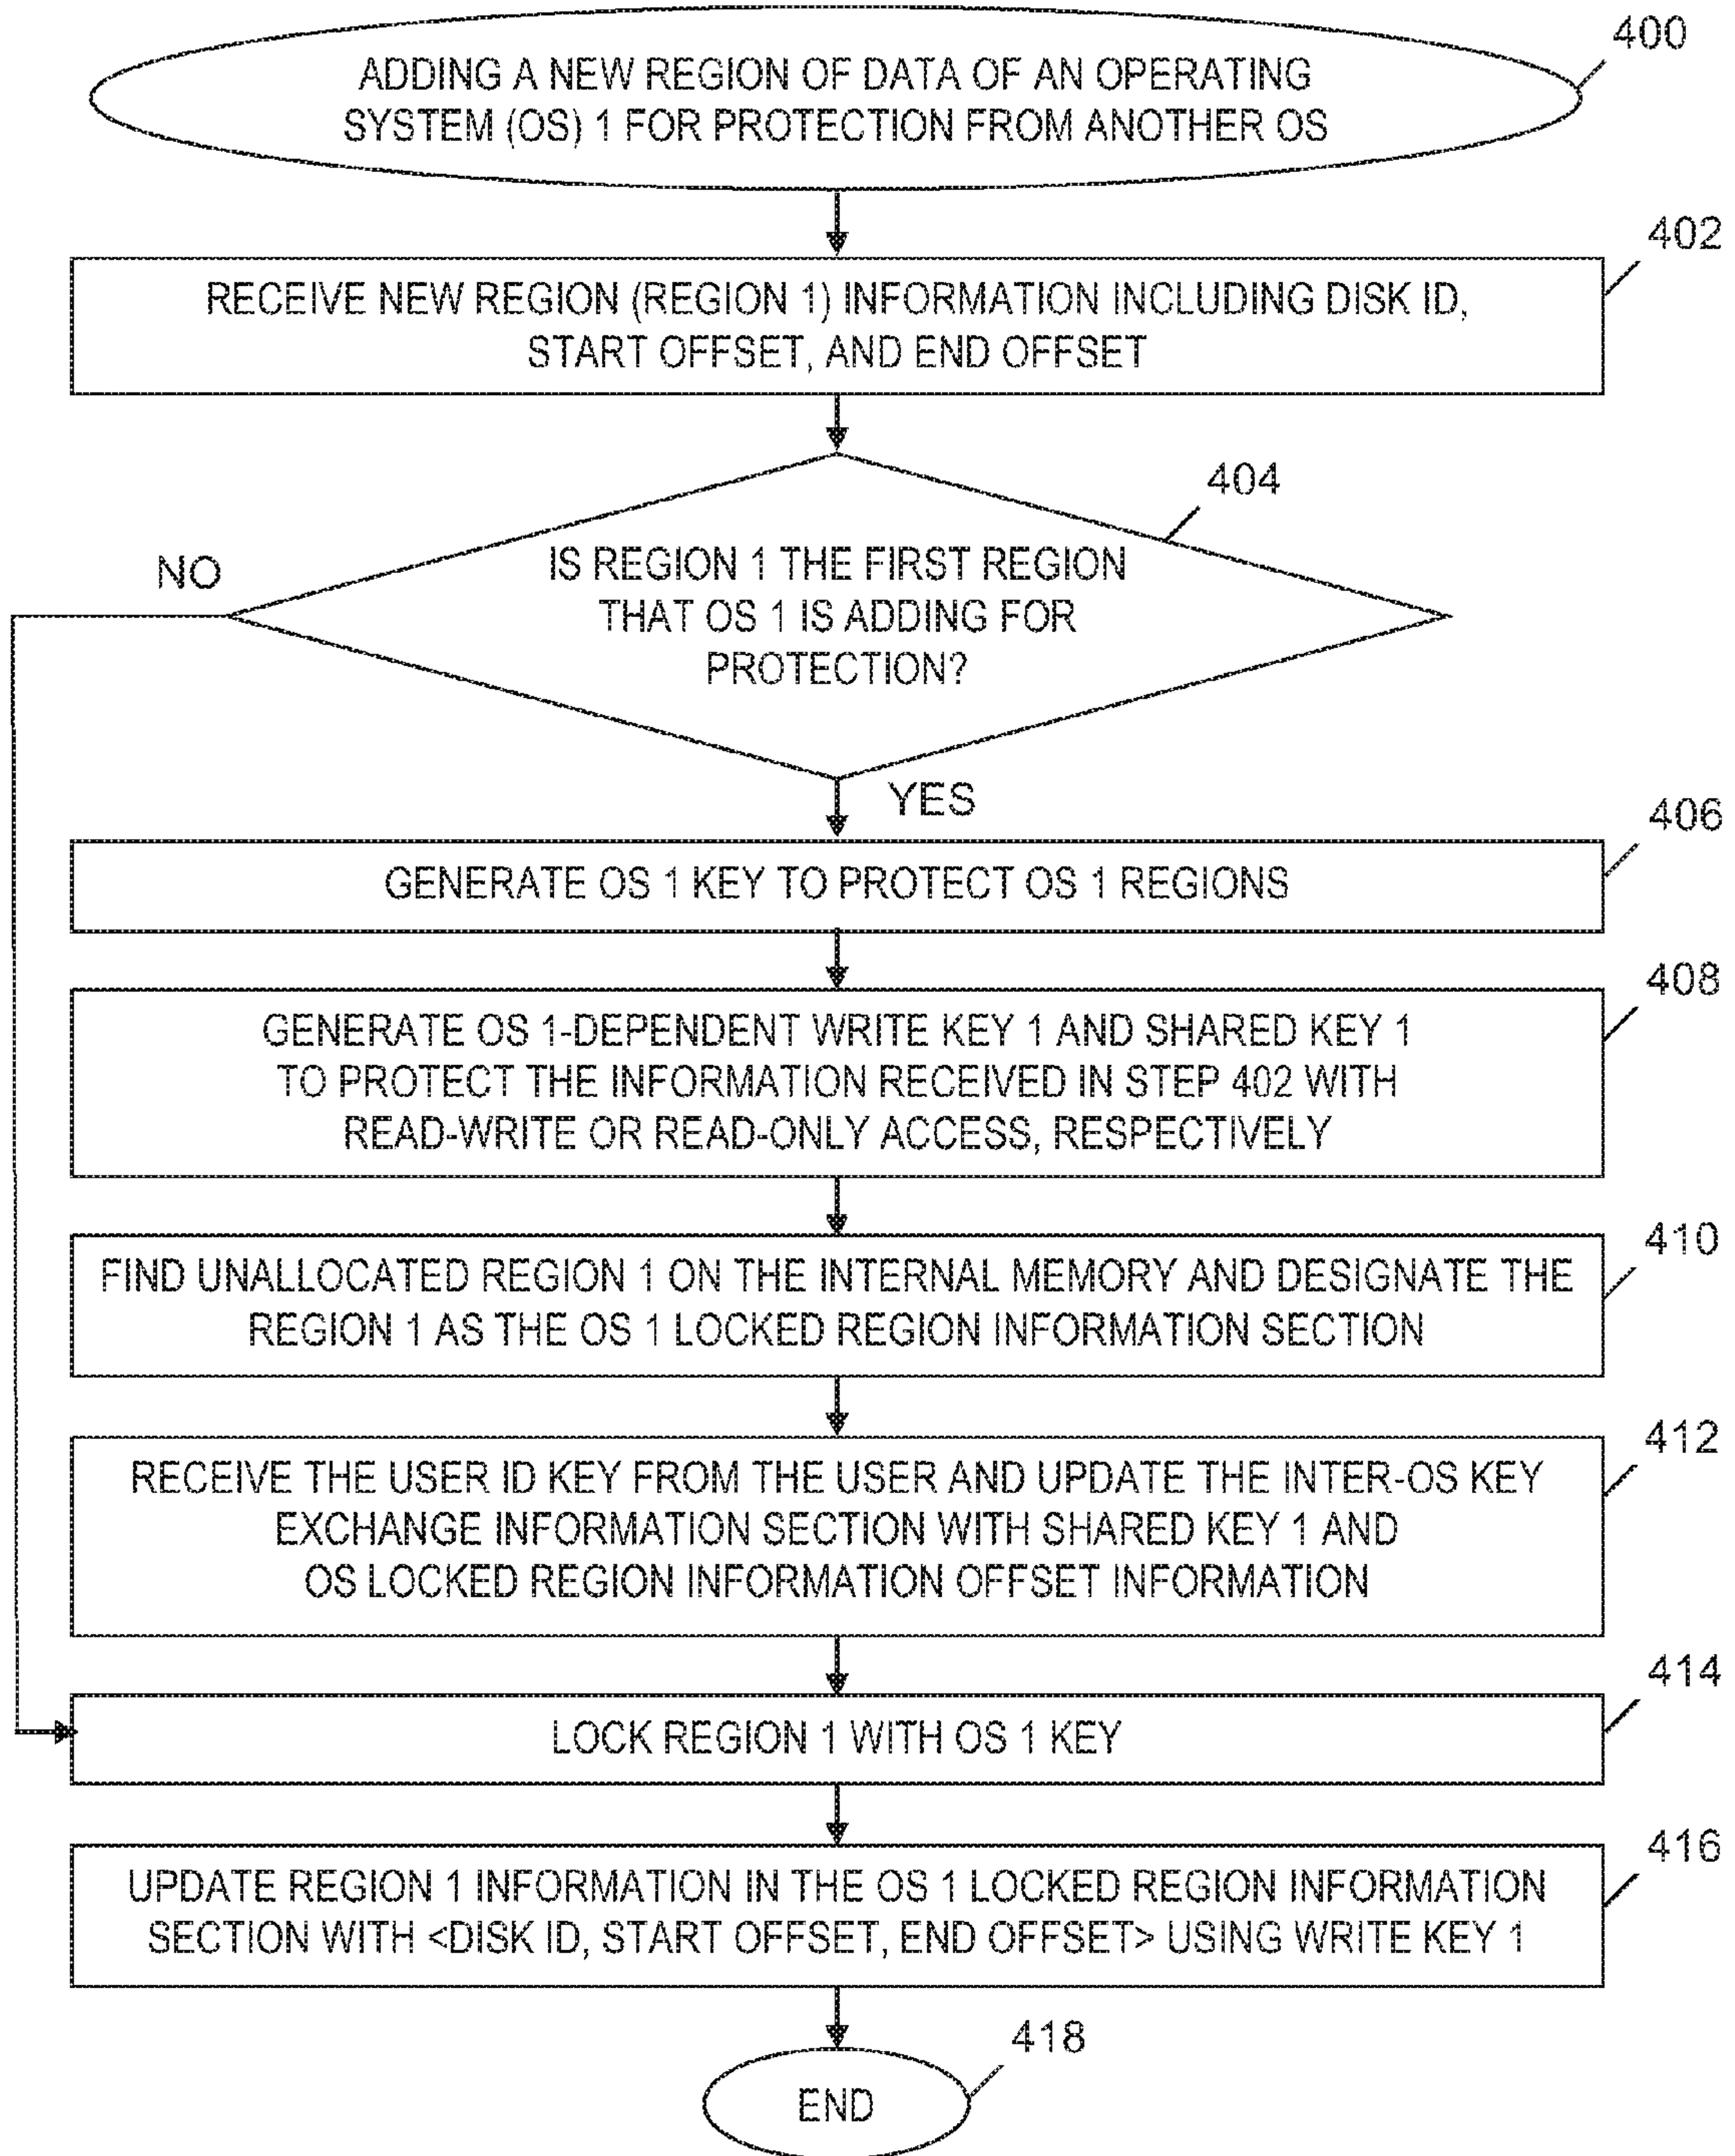 400
ADDING A NEW REGION OF DATA OF AN OPERATING
SYSTEM (OS) 1 FOR PROTECTION FROM ANOTHER OS
402
RECEIVE NEW REGION (REGION 1) INFORMATION INCLUDING DISK ID,
START OFFSET, AND END OFFSET
404
NO
IS REGION 1 THE FIRST REGION
THAT OS 1 IS ADDING FOR
PROTECTION?
YES
406
GENERATE OS 1 KEY TO PROTECT OS 1 REGIONS
408
GENERATE OS 1-DEPENDENT WRITE KEY 1 AND SHARED KEY 1
TO PROTECT THE INFORMATION RECEIVED IN STEP 402 WITH
READ-WRITE OR READ-ONLY ACCESS, RESPECTIVELY
410
FIND UNALLOCATED REGION 1 ON THE INTERNAL MEMORY AND DESIGNATE THE
REGION 1 AS THE OS 1 LOCKED REGION INFORMATION SECTION
412
RECEIVE THE USER ID KEY FROM THE USER AND UPDATE THE INTER-OS KEY
EXCHANGE INFORMATION SECTION WITH SHARED KEY 1 AND
OS LOCKED REGION INFORMATION OFFSET INFORMATION
414
LOCK REGION 1 WITH OS 1 KEY
416
UPDATE REGION 1 INFORMATION IN THE OS 1 LOCKED REGION INFORMATION
SECTION WITH <DISK ID, START OFFSET, END OFFSET> USING WRITE KEY 1
418
END